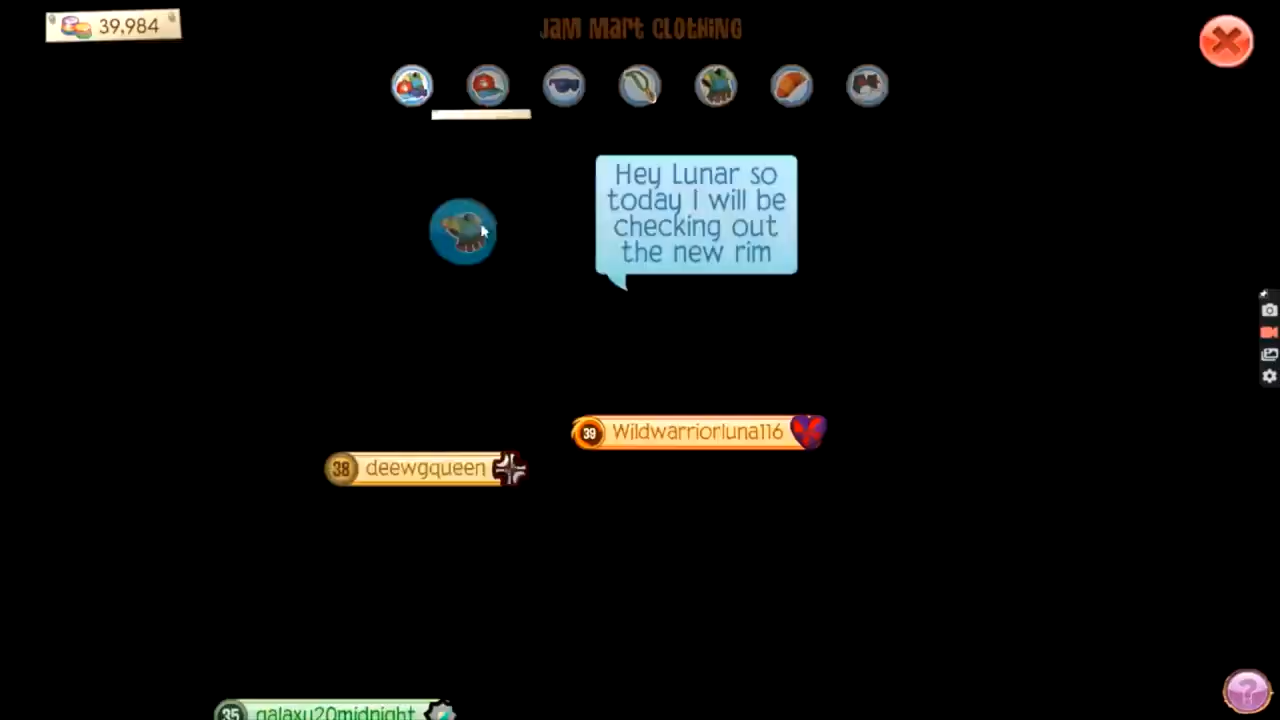 39,984
Jam Mart Clothing
Hey Lunar so
today I will be
checking out
the new rim
39 Wildwarriorluna116
38 deewgqueen
35 galaxy20midnight